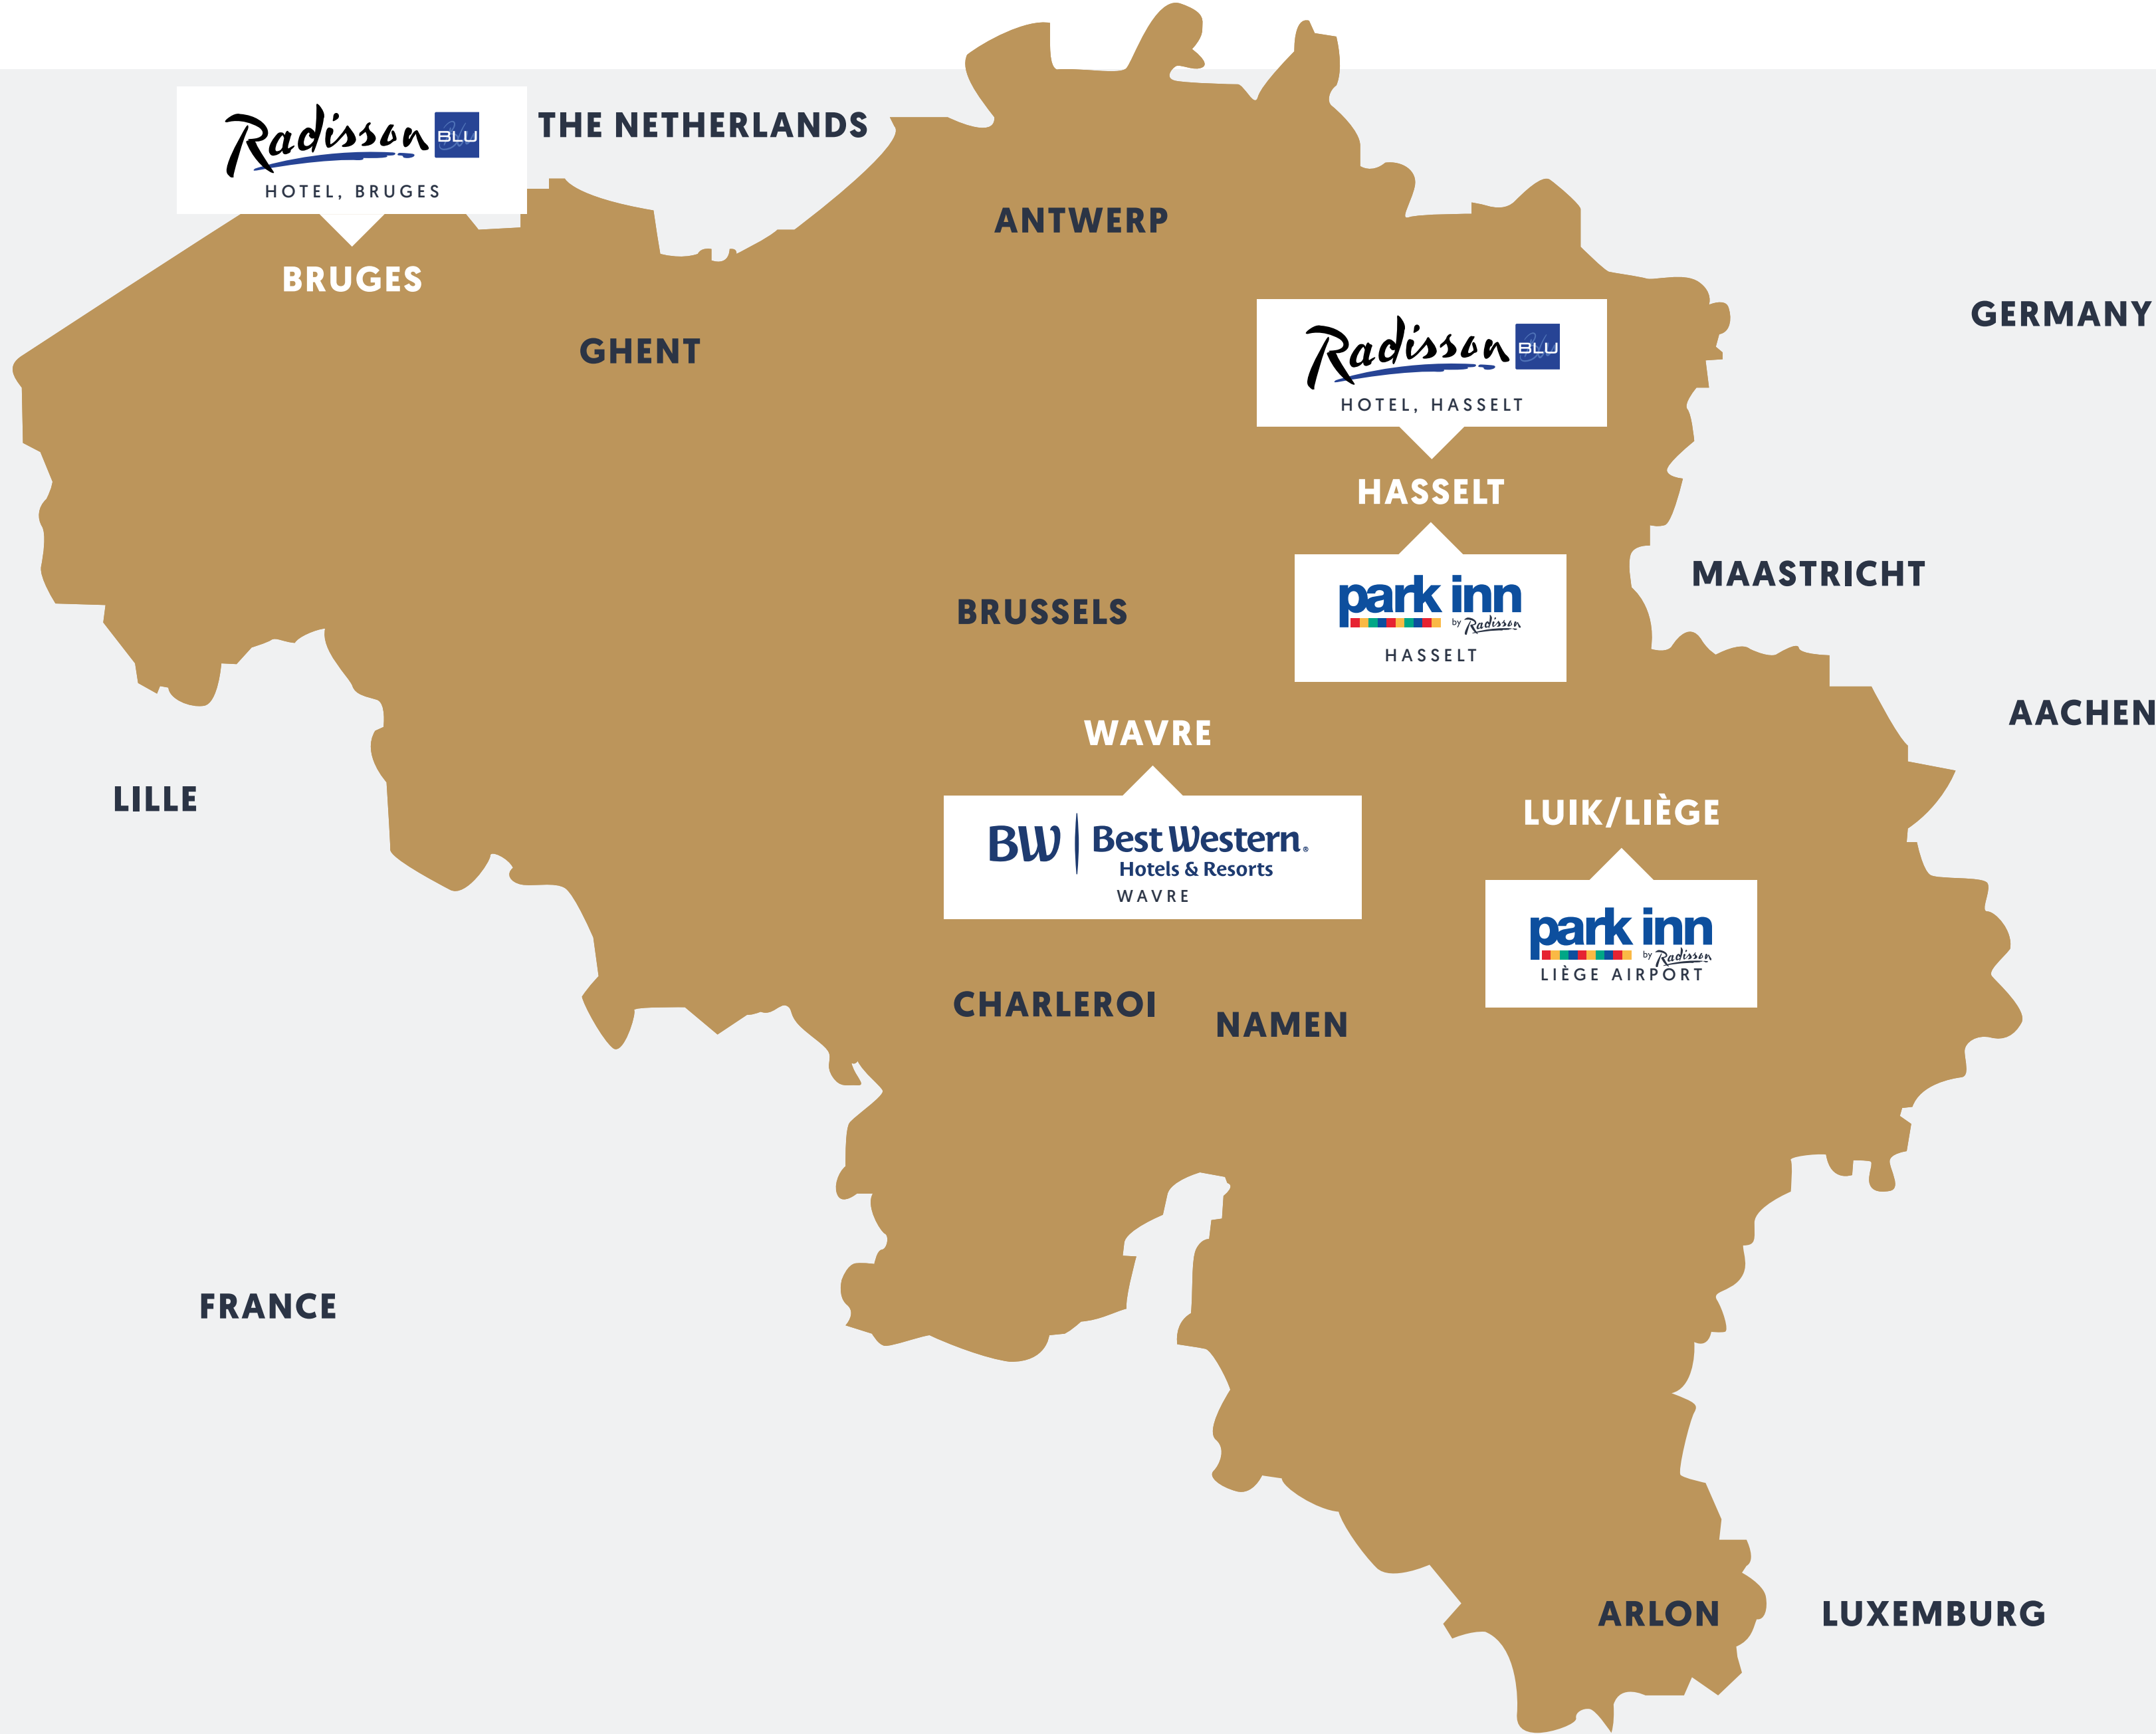 Radisson BLU
HOTEL, BRUGES
THE NETHERLANDS
ANTWERP
BRUGES
GHENT
GERMANY
Radisson BLU
HOTEL, HASSELT
HASSELT
park inn
by Radisson
HASSELT
MAASTRICHT
BRUSSELS
AACHEN
WAVRE
BW Best Western®
Hotels & Resorts
WAVRE
LILLE
LUIK/LIÈGE
park inn
by Radisson
LIÈGE AIRPORT
CHARLEROI
NAMEN
FRANCE
ARLON
LUXEMBURG